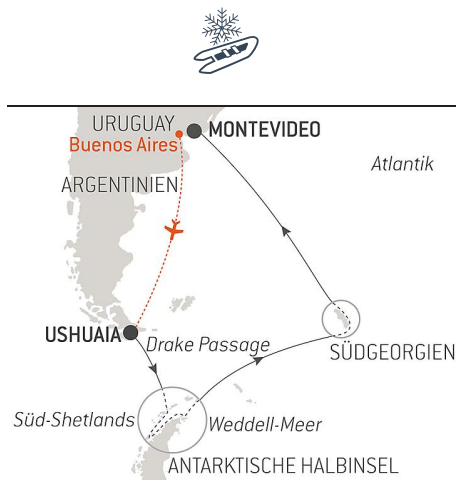 URUGUAY
MONTEVIDEO
Buenos Aires
Atlantik
ARGENTINIEN
USHUAIA
Drake Passage
SÜDGEORGIEN
Süd-Shetlands
Weddell-Meer
ANTARKTISCHE HALBINSEL